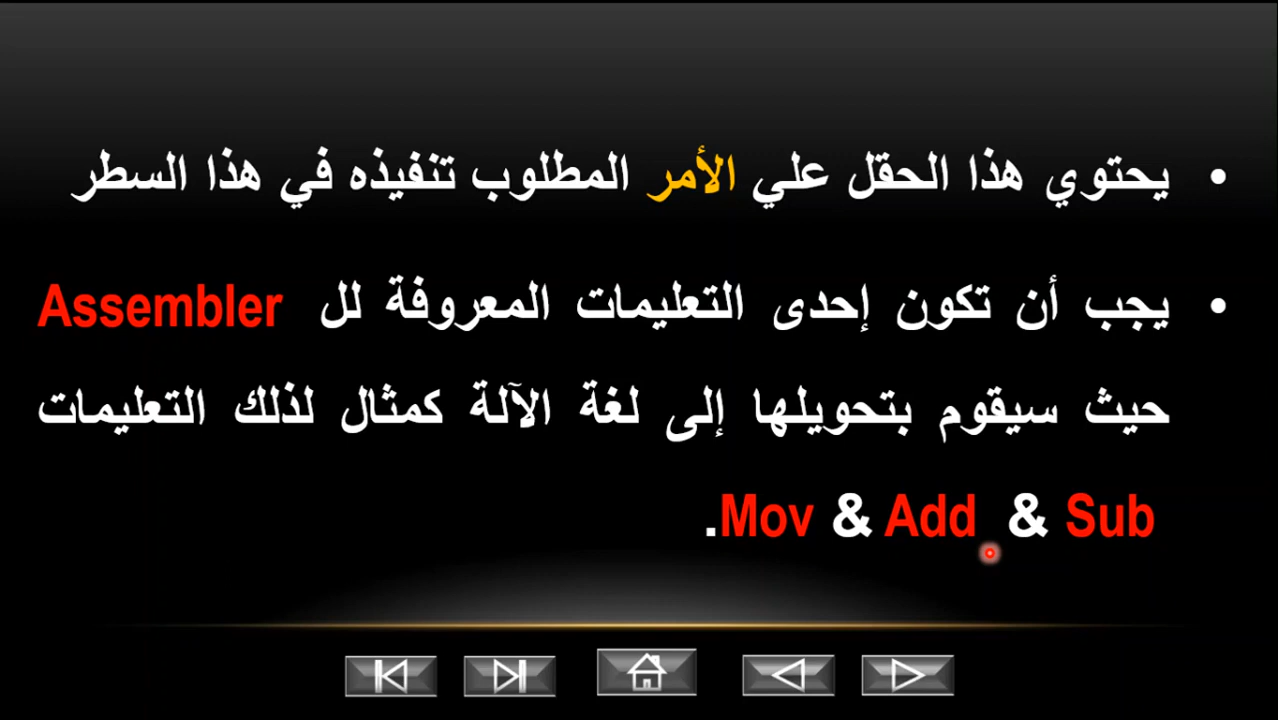 • يحتوي هذا الحقل علي الأمر المطلوب تنفيذه في هذا السطر
• يجب أن تكون إحدى التعليمات المعروفة لل Assembler
حيث سيقوم بتحويلها إلى لغة الآلة كمثال لذلك التعليمات
Sub & Add & Mov.